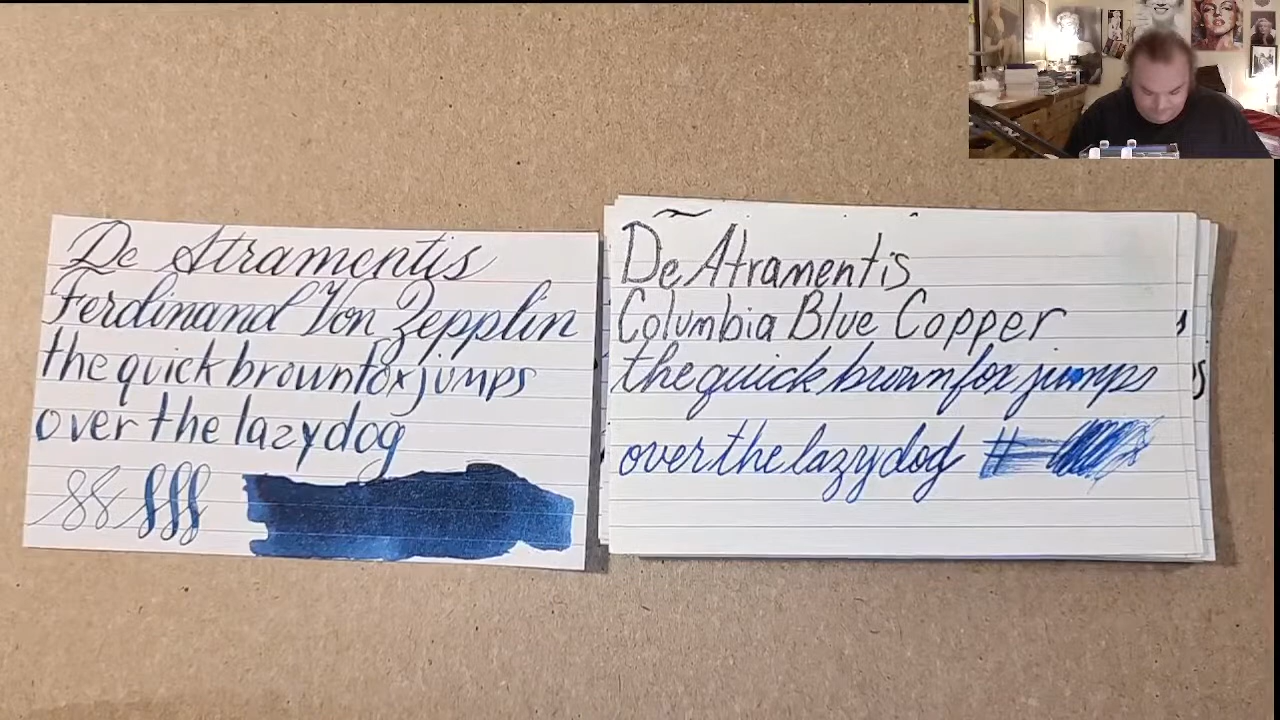 De Atramentis
Ferdinand Von Zepplin
the quick brown fox jumps
over the lazy dog
De Atramentis
Columbia Blue Copper
the quick brown fox jumps
over the lazy dog #